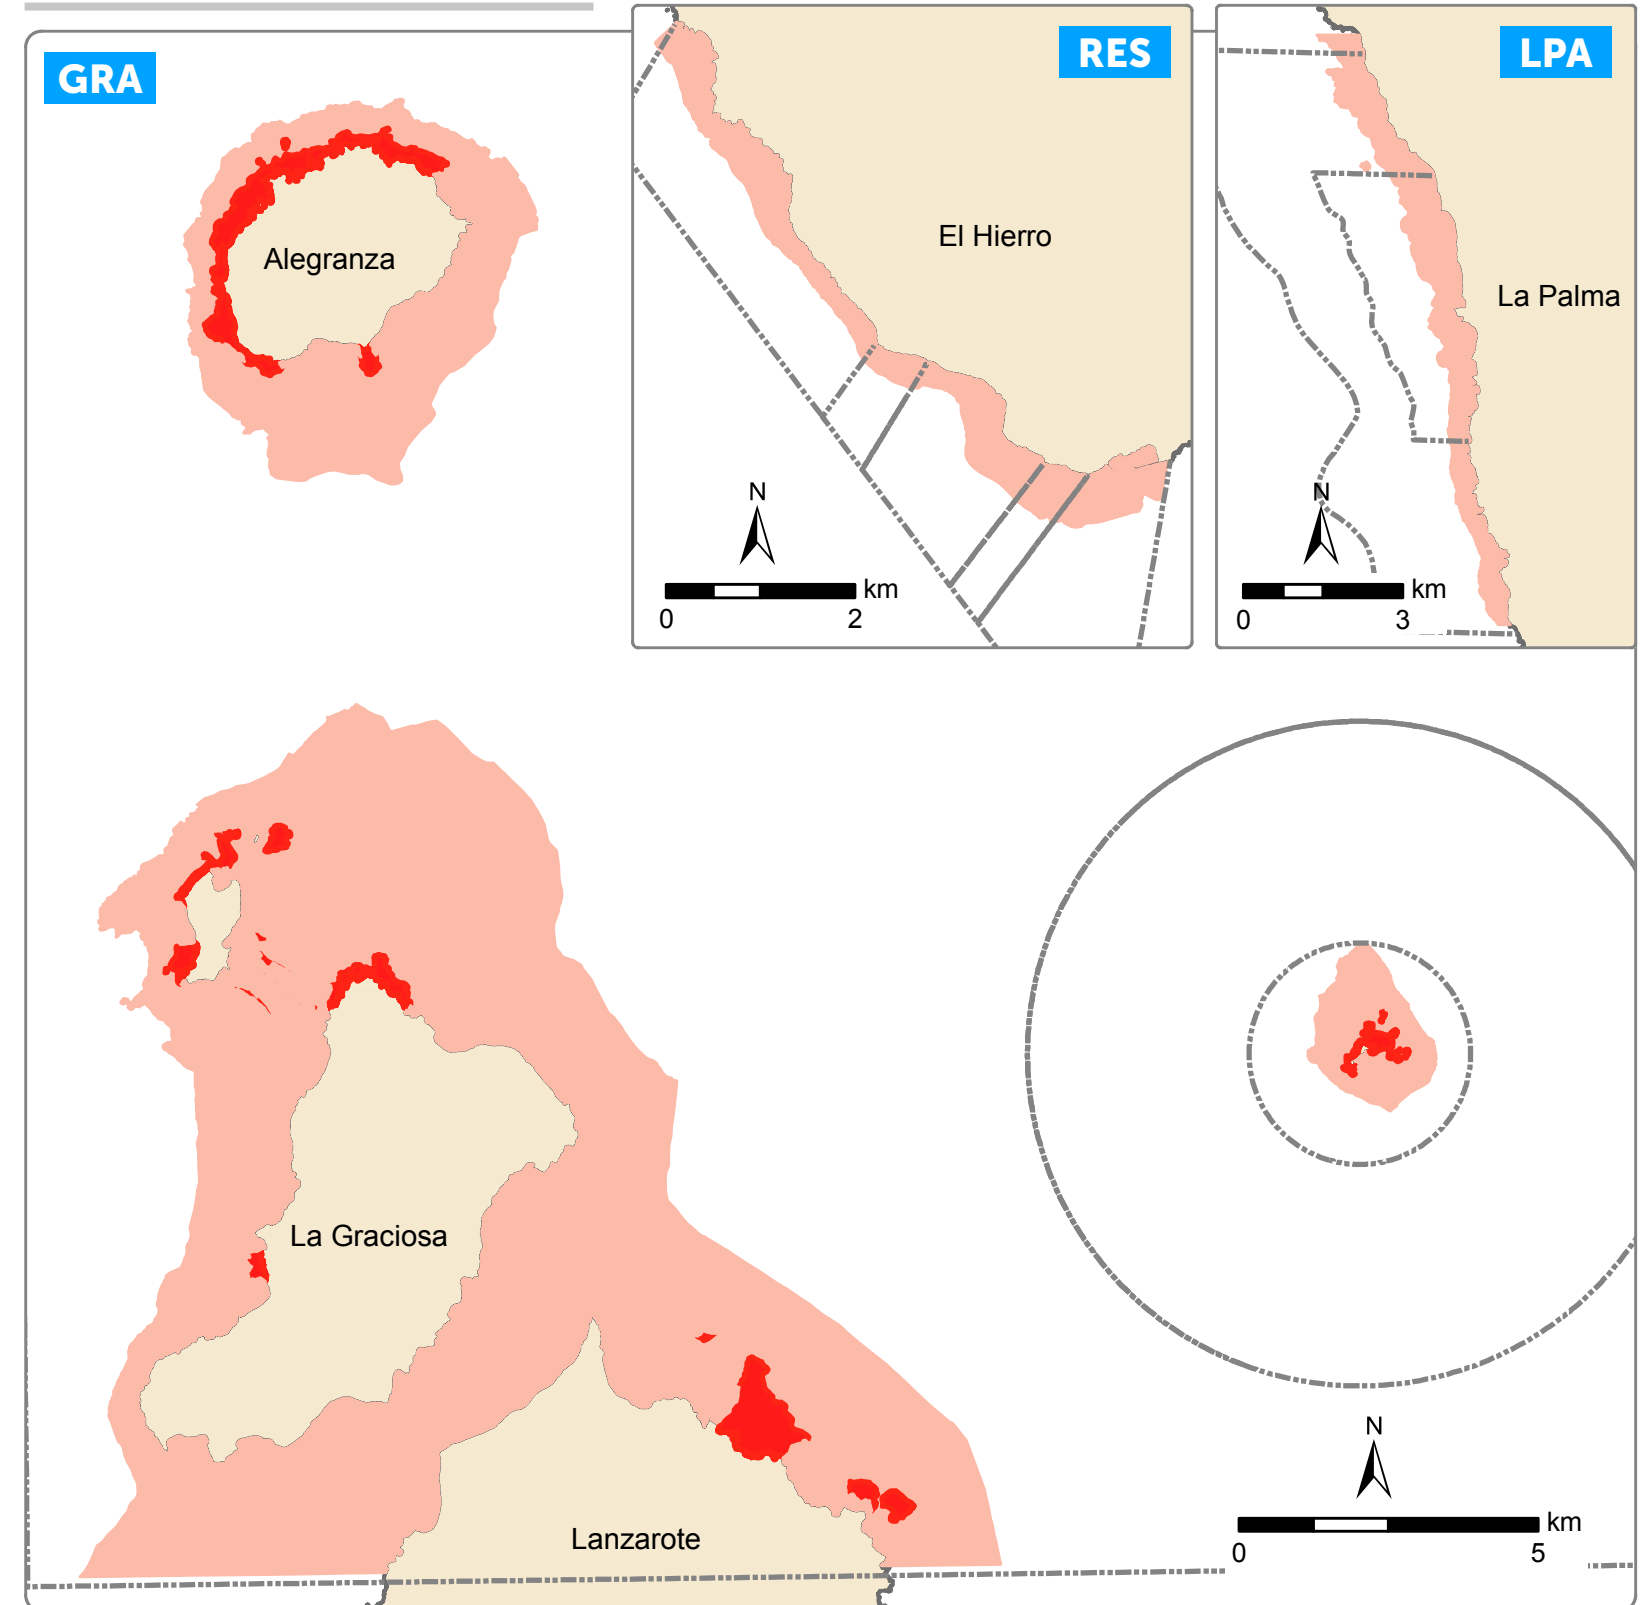 GRA
Alegranza
RES
El Hierro
N
km
0 2
LPA
La Palma
N
km
0 3
La Graciosa
Lanzarote
N
km
0 5